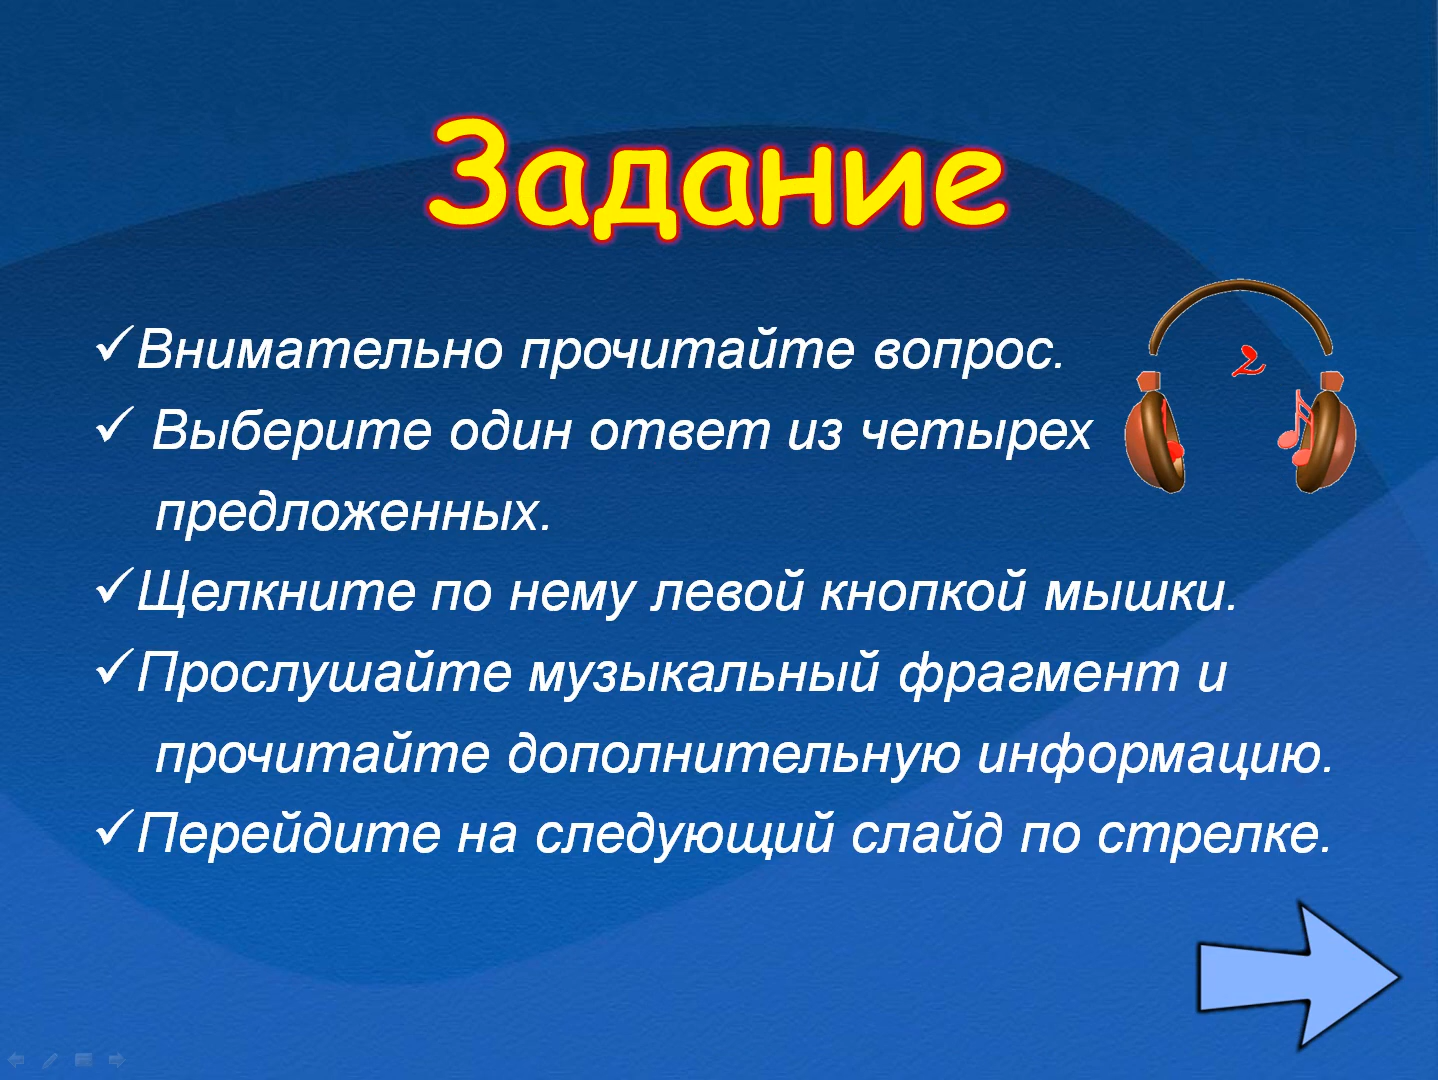 Задание
✓Внимательно прочитайте вопрос.
✓ Выберите один ответ из четырех
предложенных.
✓Щелкните по нему левой кнопкой мышки.
✓Прослушайте музыкальный фрагмент и
прочитайте дополнительную информацию.
✓Перейдите на следующий слайд по стрелке.